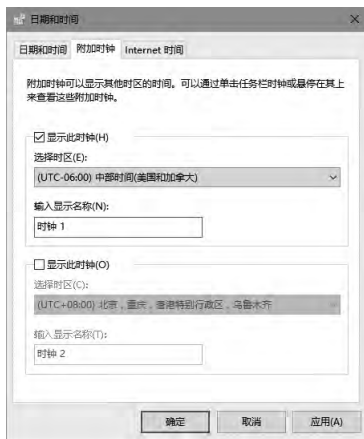 日期和时间
日期和时间 附加时钟 Internet 时间
附加时钟可以显示其他时区的时间。可以通过单击任务栏时钟或悬停在其上
来查看这些附加时钟。
显示此时钟(H)
选择时区(E):
(UTC-06:00) 中部时间(美国和加拿大)
输入显示名称(N):
时钟 1
显示此时钟(O)
选择时区(C):
(UTC+08:00) 北京，重庆，香港特别行政区，乌鲁木齐
输入显示名称(T):
时钟 2
确定 取消 应用(A)